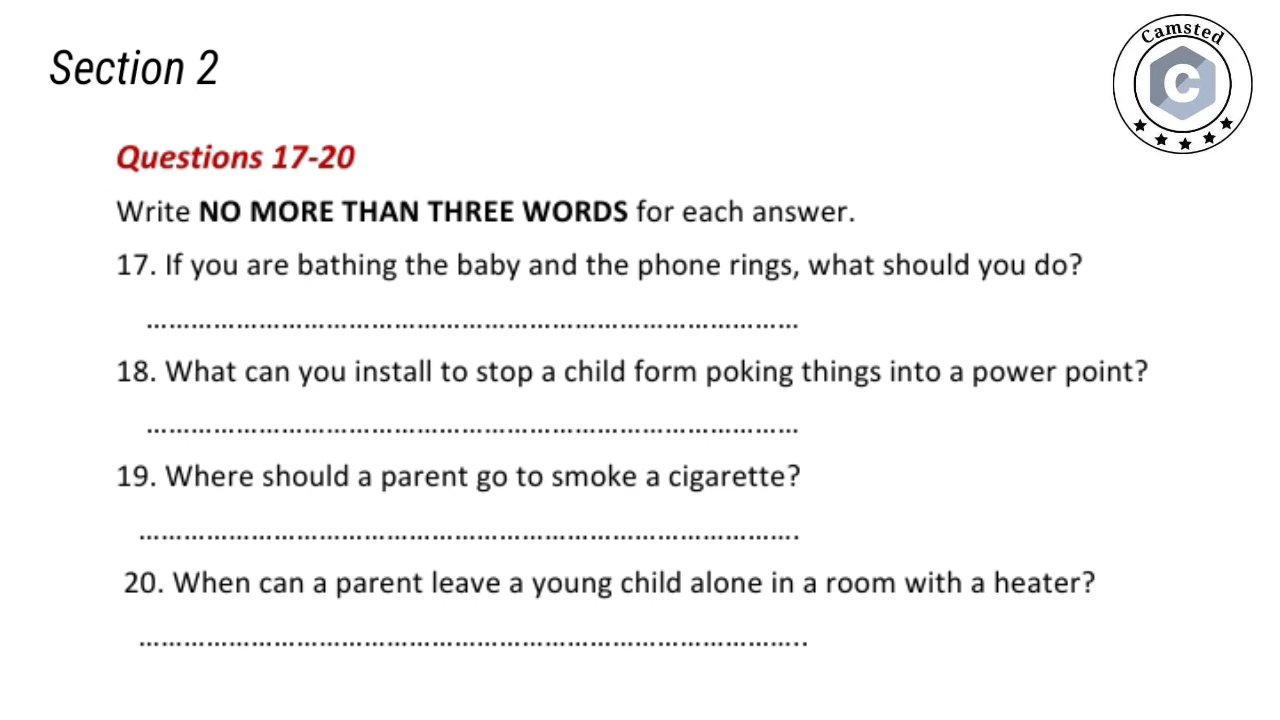 Section 2
Camsted
C
Questions 17-20
Write NO MORE THAN THREE WORDS for each answer.
17. If you are bathing the baby and the phone rings, what should you do?
……………………………………………………………………………
18. What can you install to stop a child form poking things into a power point?
……………………………………………………………………………
19. Where should a parent go to smoke a cigarette?
…………………………………………………………………………….
20. When can a parent leave a young child alone in a room with a heater?
……………………………………………………………………………..